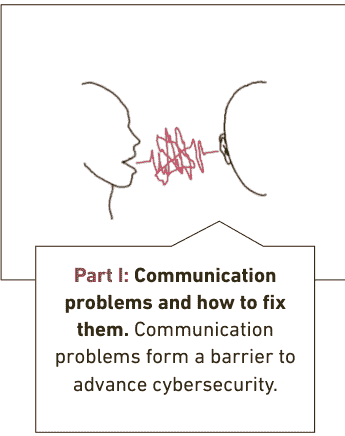 Part I: Communication
problems and how to fix
them. Communication
problems form a barrier to
advance cybersecurity.